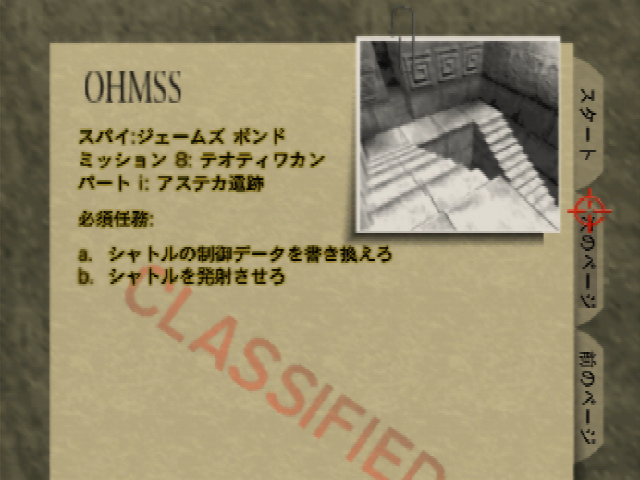 OHMSS
スパイ:ジェームズ ボンド
ミッション 8: テオティワカン
パート i: アステカ遺跡
必須任務:
a. シャトルの制御データを書き換えろ
b. シャトルを発射させろ
CLASSIFIED
スタート
のページ
前のページ